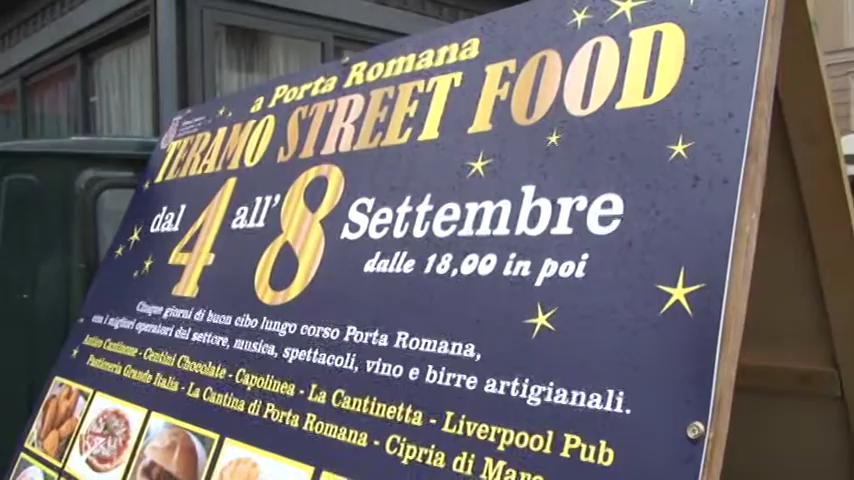 a Porta Romana
TERAMO STREET FOOD
dal 4 all' 8 Settembre
dalle 18,00 in poi
Cinque giorni di buon cibo lungo corso Porta Romana,
con i migliori operatori del settore, musica, spettacoli, vino e birre artigianali.
Antico Cantinone - Centini Chocolate - Capolinea - La Cantinetta - Liverpool Pub
Pasticceria Grande Italia - La Cantina di Porta Romana - Cipria di Mare